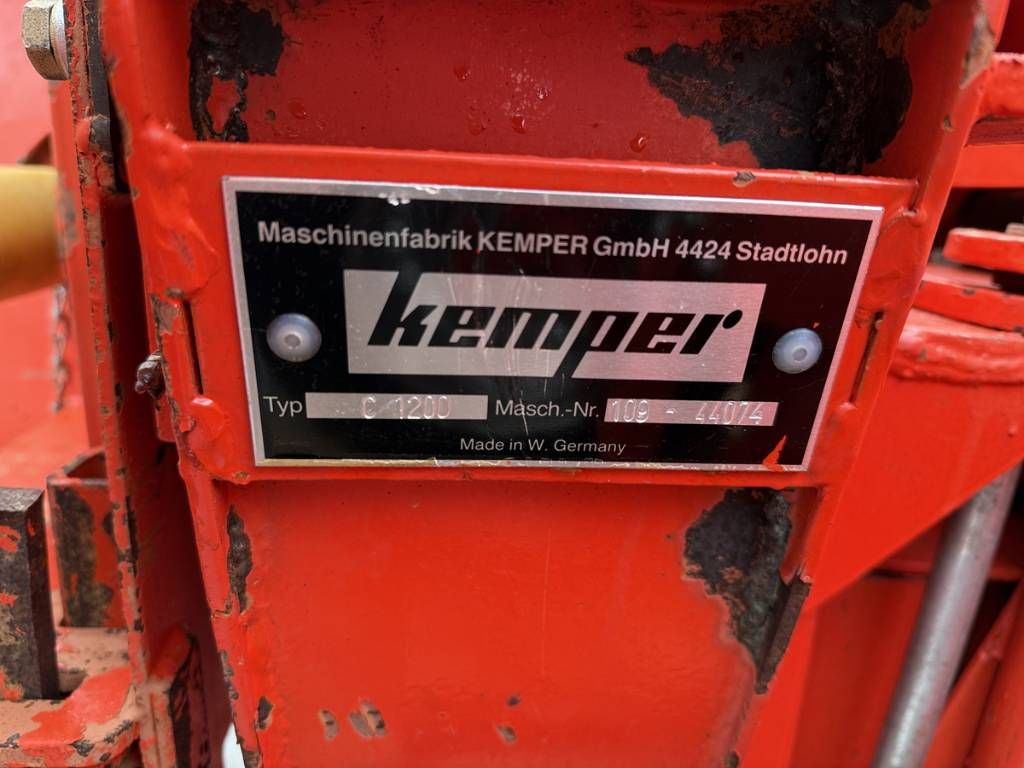 Maschinenfabrik KEMPER GmbH 4424 Stadtlohn
kemper
Typ C 1200 Masch.-Nr. 109 - 44074
Made in W. Germany